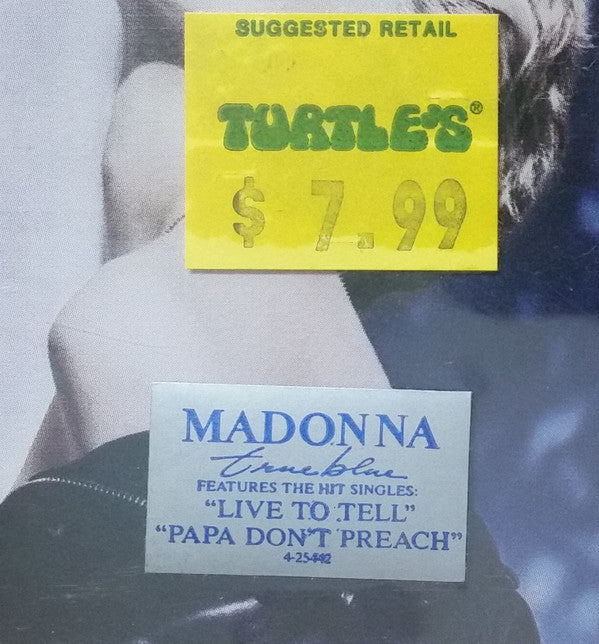 SUGGESTED RETAIL
TURTLE'S®
$ 7.99
MADONNA
true blue
FEATURES THE HIT SINGLES:
“LIVE TO TELL”
“PAPA DON'T PREACH”
4-25442